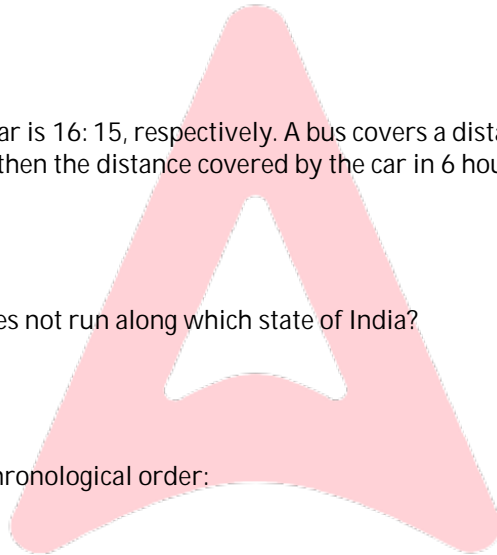 ar is 16: 15, respectively. A bus covers a dista
then the distance covered by the car in 6 hou
es not run along which state of India?
hronological order: